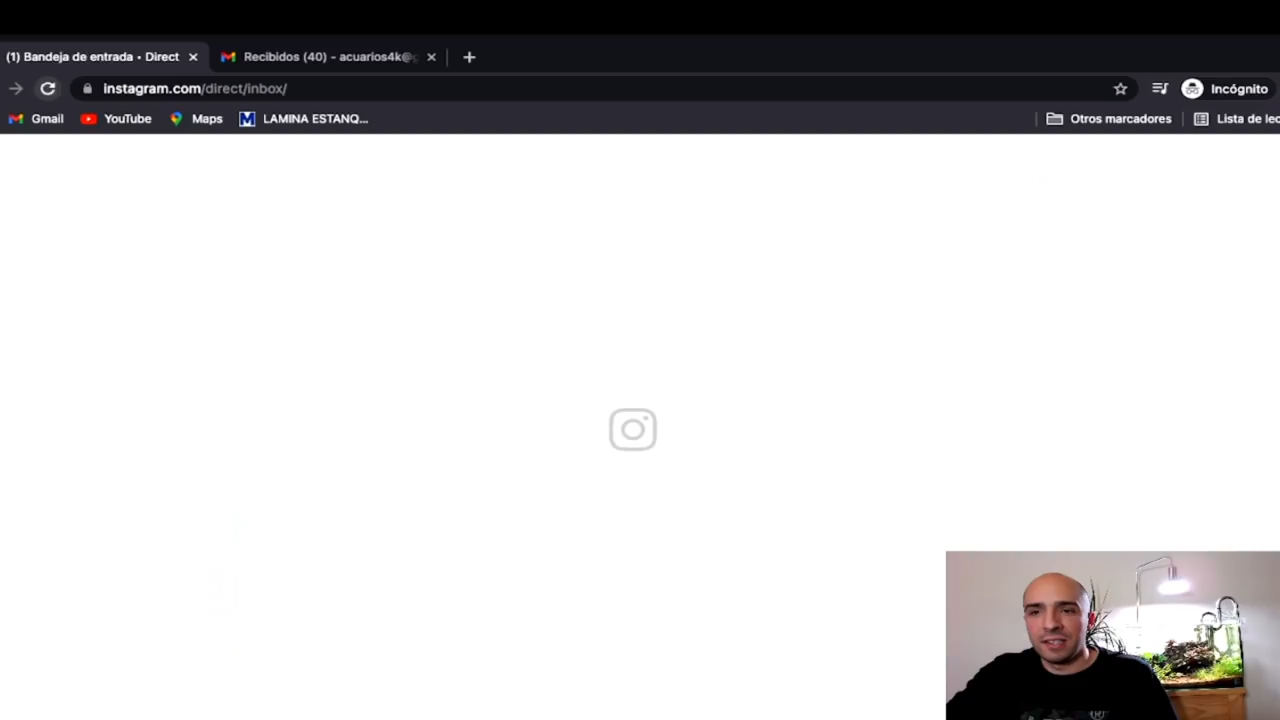 (1) Bandeja de entrada • Direct
Recibidos (40) - acuarios4k@
instagram.com/direct/inbox/
Incógnito
Gmail
YouTube
Maps
LAMINA ESTANQ...
Otros marcadores
Lista de lec